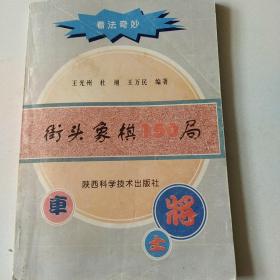 着法奇妙
王光州 杜翊 王万民 编著
街头象棋150局
陕西科学技术出版社
車
將
士